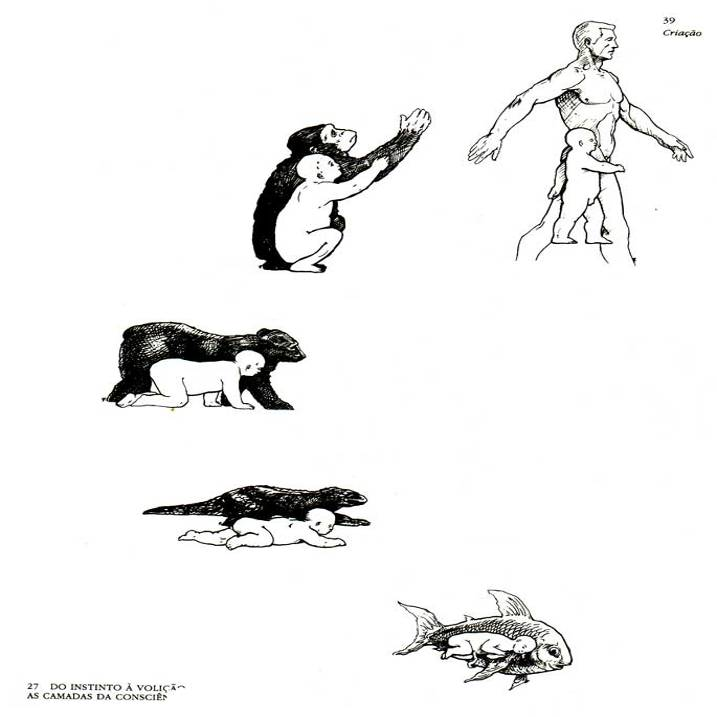 39
Criação
27 DO INSTINTO À
AS CAMADAS DA